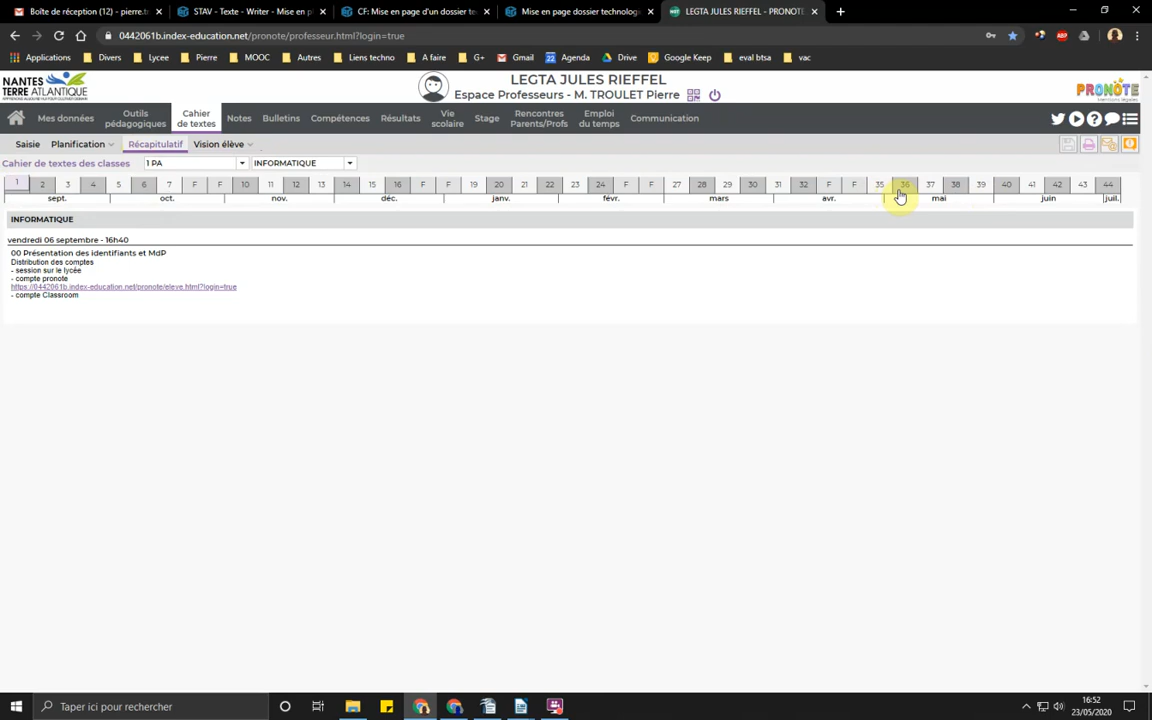 Boîte de réception (12) - pierre.t
STAV - Texte - Writer - Mise en p
CF: Mise en page d'un dossier te
Mise en page dossier technologi
LEGTA JULES RIEFFEL - PRONOTE
0442061b.index-education.net/pronote/professeur.html?login=true
Applications Divers Lycee Pierre MOOC Autres Liens techno A faire G+ Gmail Agenda Drive Google Keep eval btsa vac
NANTES
TERRE ATLANTIQUE
LEGTA JULES RIEFFEL
Espace Professeurs - M. TROULET Pierre
PRONOTE
Mentions légales
Mes données
Outils
pédagogiques
Cahier
de textes
Notes
Bulletins
Compétences
Résultats
Vie
scolaire
Stage
Rencontres
Parents/Profs
Emploi
du temps
Communication
Saisie Planification Récapitulatif Vision élève
Cahier de textes des classes 1 PA INFORMATIQUE
1 2 3 4 5 6 7 F F 10 11 12 13 14 15 16 F F 19 20 21 22 23 24 F F 27 28 29 30 31 32 F F 35 36 37 38 39 40 41 42 43 44
sept. oct. nov. déc. janv. févr. mars avr. mai juin juil.
INFORMATIQUE
vendredi 06 septembre - 16h40
00 Présentation des identifiants et MdP
Distribution des comptes
- session sur le lycée
- compte pronote
https://0442061b.index-education.net/pronote/eleve.html?login=true
- compte Classroom
Taper ici pour rechercher
16:52
23/05/2020